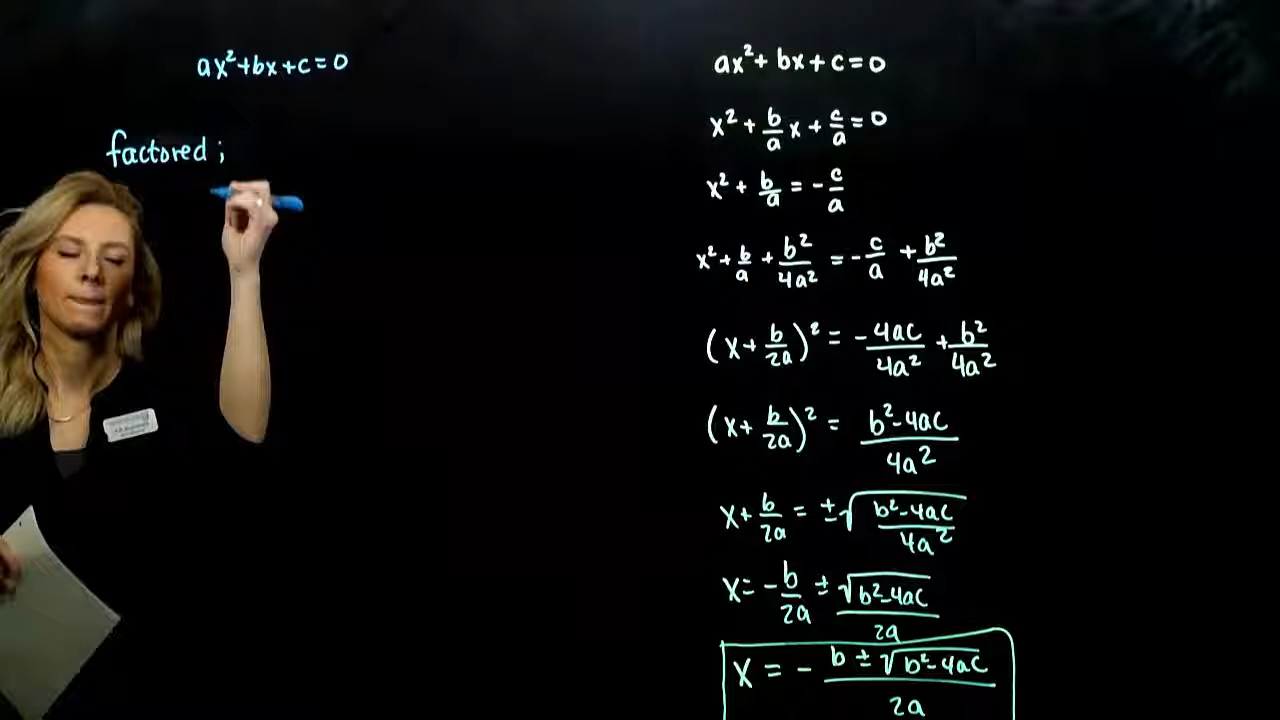 ax²+bx+c=0
factored ;
ax²+bx+c=0
x²+b/a x+c/a=0
x²+b/a=-c/a
x²+b/a+b²/4a²=-c/a+b²/4a²
(x+b/2a)²=-4ac/4a²+b²/4a²
(x+b/2a)²=b²-4ac/4a²
x+b/2a=±√b²-4ac/4a²
x=-b/2a±√b²-4ac/2a
x=-b±√b²-4ac/2a